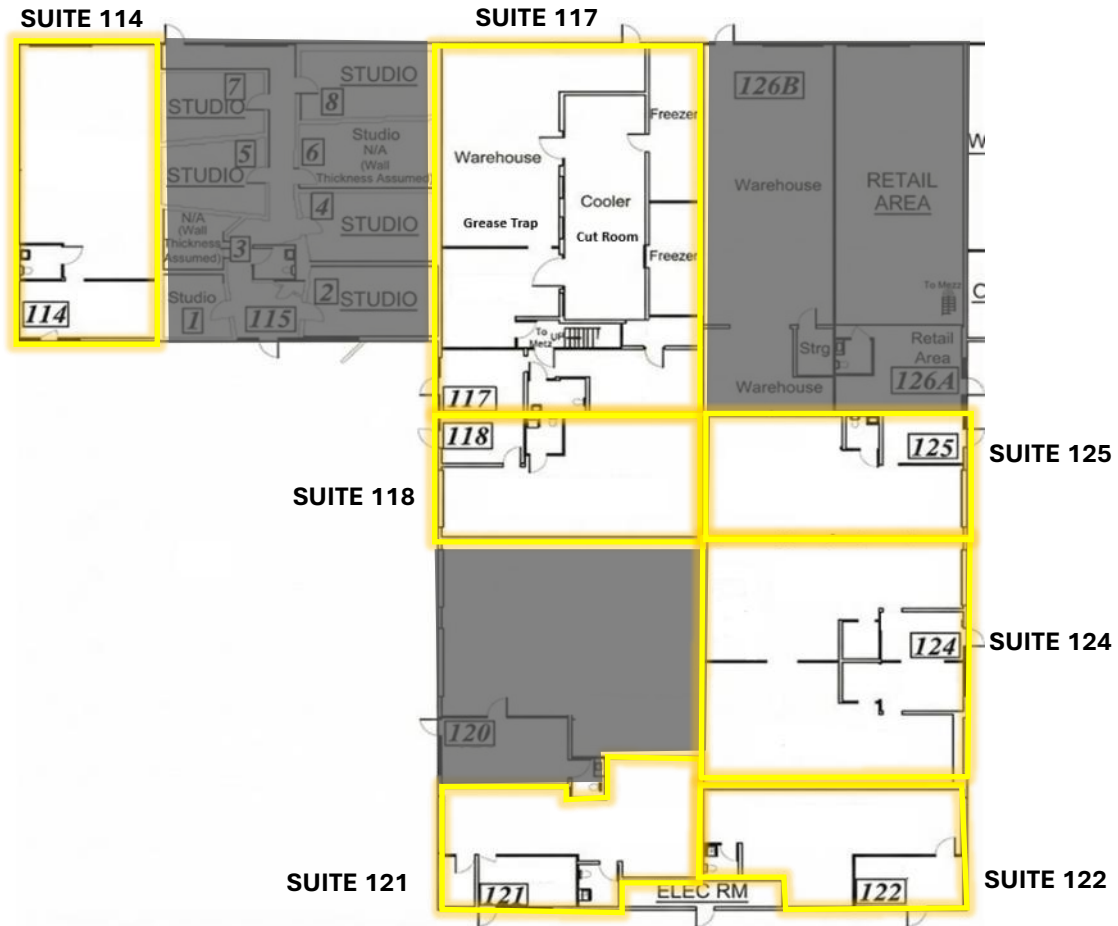 SUITE 114
SUITE 117
7
STUDIO
8
STUDIO
5
STUDIO
Studio
N/A
(Wall
Thickness Assumed)
6
4
STUDIO
N/A
(Wall
Thickness
Assumed)
3
2
STUDIO
Studio
1
115
114
Warehouse
Grease Trap
Cooler
Cut Room
Freezer
Freezer
To
Mezz
UP
117
126B
Warehouse
RETAIL
AREA
To Mezz
Strg
Retail
Area
126A
Warehouse
W
118
125
SUITE 125
SUITE 118
124
SUITE 124
120
121
SUITE 121
ELEC RM
122
SUITE 122